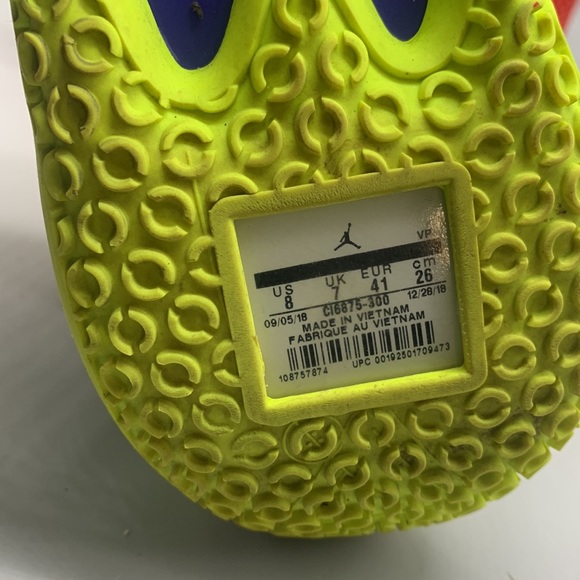 VP
US UK EUR cm
8 7 41 26
09/05/18 CI6875-300 12/28/18
MADE IN VIETNAM
FABRIQUE AU VIETNAM
108757874 UPC 00192501709473